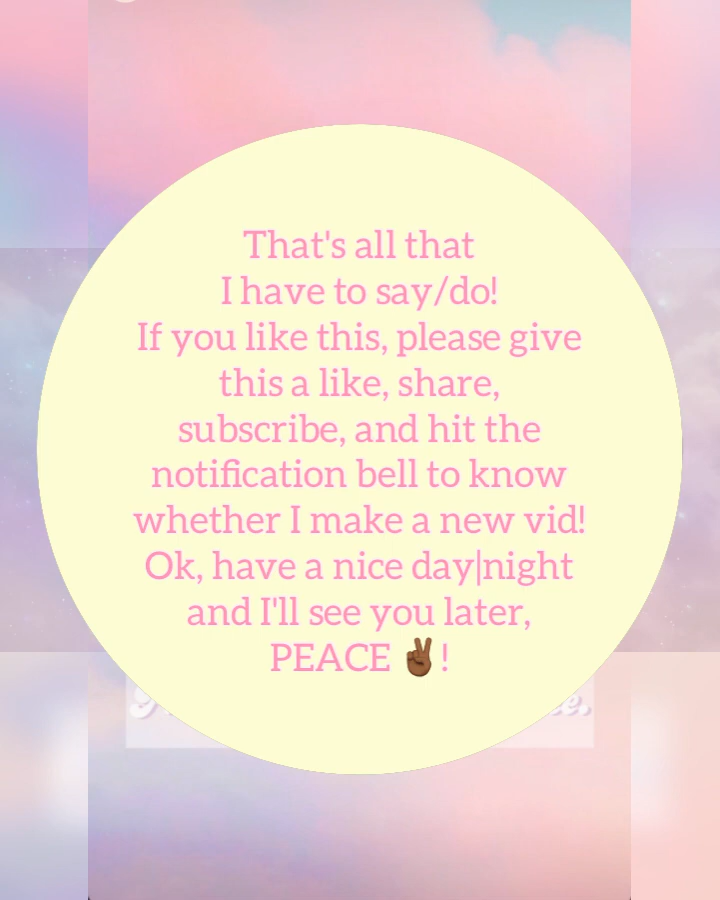 That's all that
I have to say/do!
If you like this, please give
this a like, share,
subscribe, and hit the
notification bell to know
whether I make a new vid!
Ok, have a nice day|night
and I'll see you later,
PEACE ✌🏾!